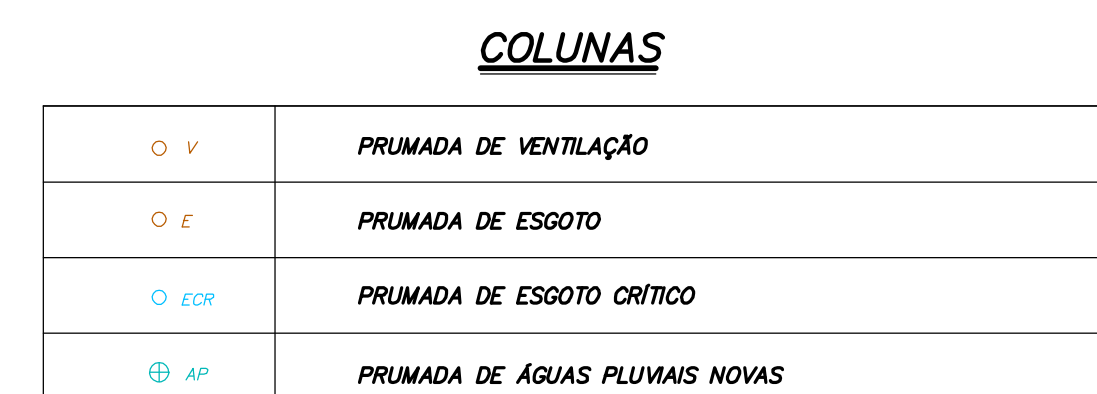 COLUNAS
V PRUMADA DE VENTILAÇÃO
E PRUMADA DE ESGOTO
ECR PRUMADA DE ESGOTO CRÍTICO
AP PRUMADA DE ÁGUAS PLUVIAIS NOVAS